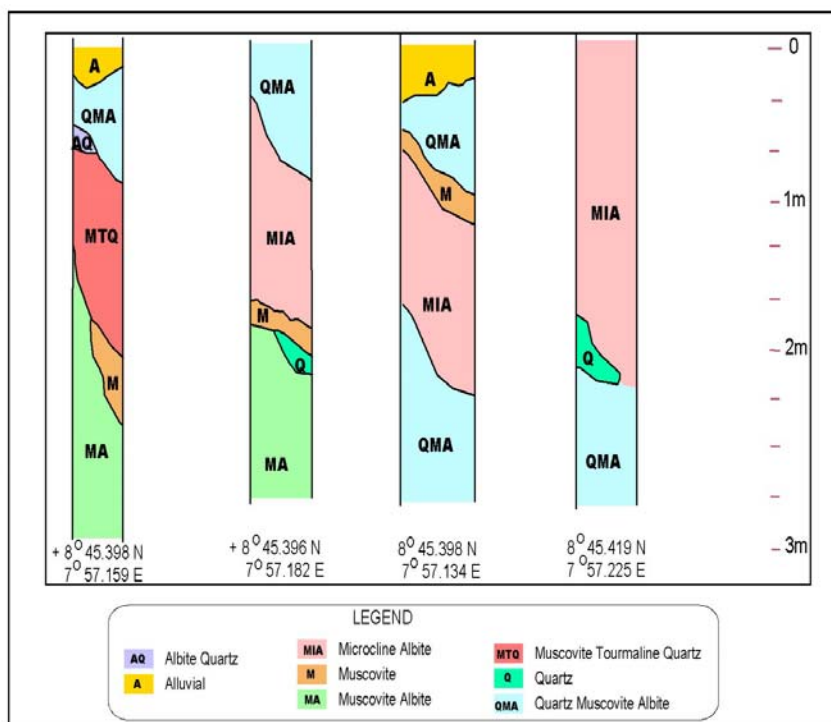 A
QMA
AQ
MTQ
M
MA
QMA
MIA
M
Q
MA
A
QMA
M
MIA
QMA
MIA
Q
QMA
0
1m
2m
3m
+ 8° 45.398 N
7° 57.159 E
+ 8° 45.396 N
7° 57.182 E
8° 45.398 N
7° 57.134 E
8° 45.419 N
7° 57.225 E
LEGEND
AQ Albite Quartz
A Alluvial
MIA Microcline Albite
M Muscovite
MA Muscovite Albite
MTQ Muscovite Tourmaline Quartz
Q Quartz
QMA Quartz Muscovite Albite